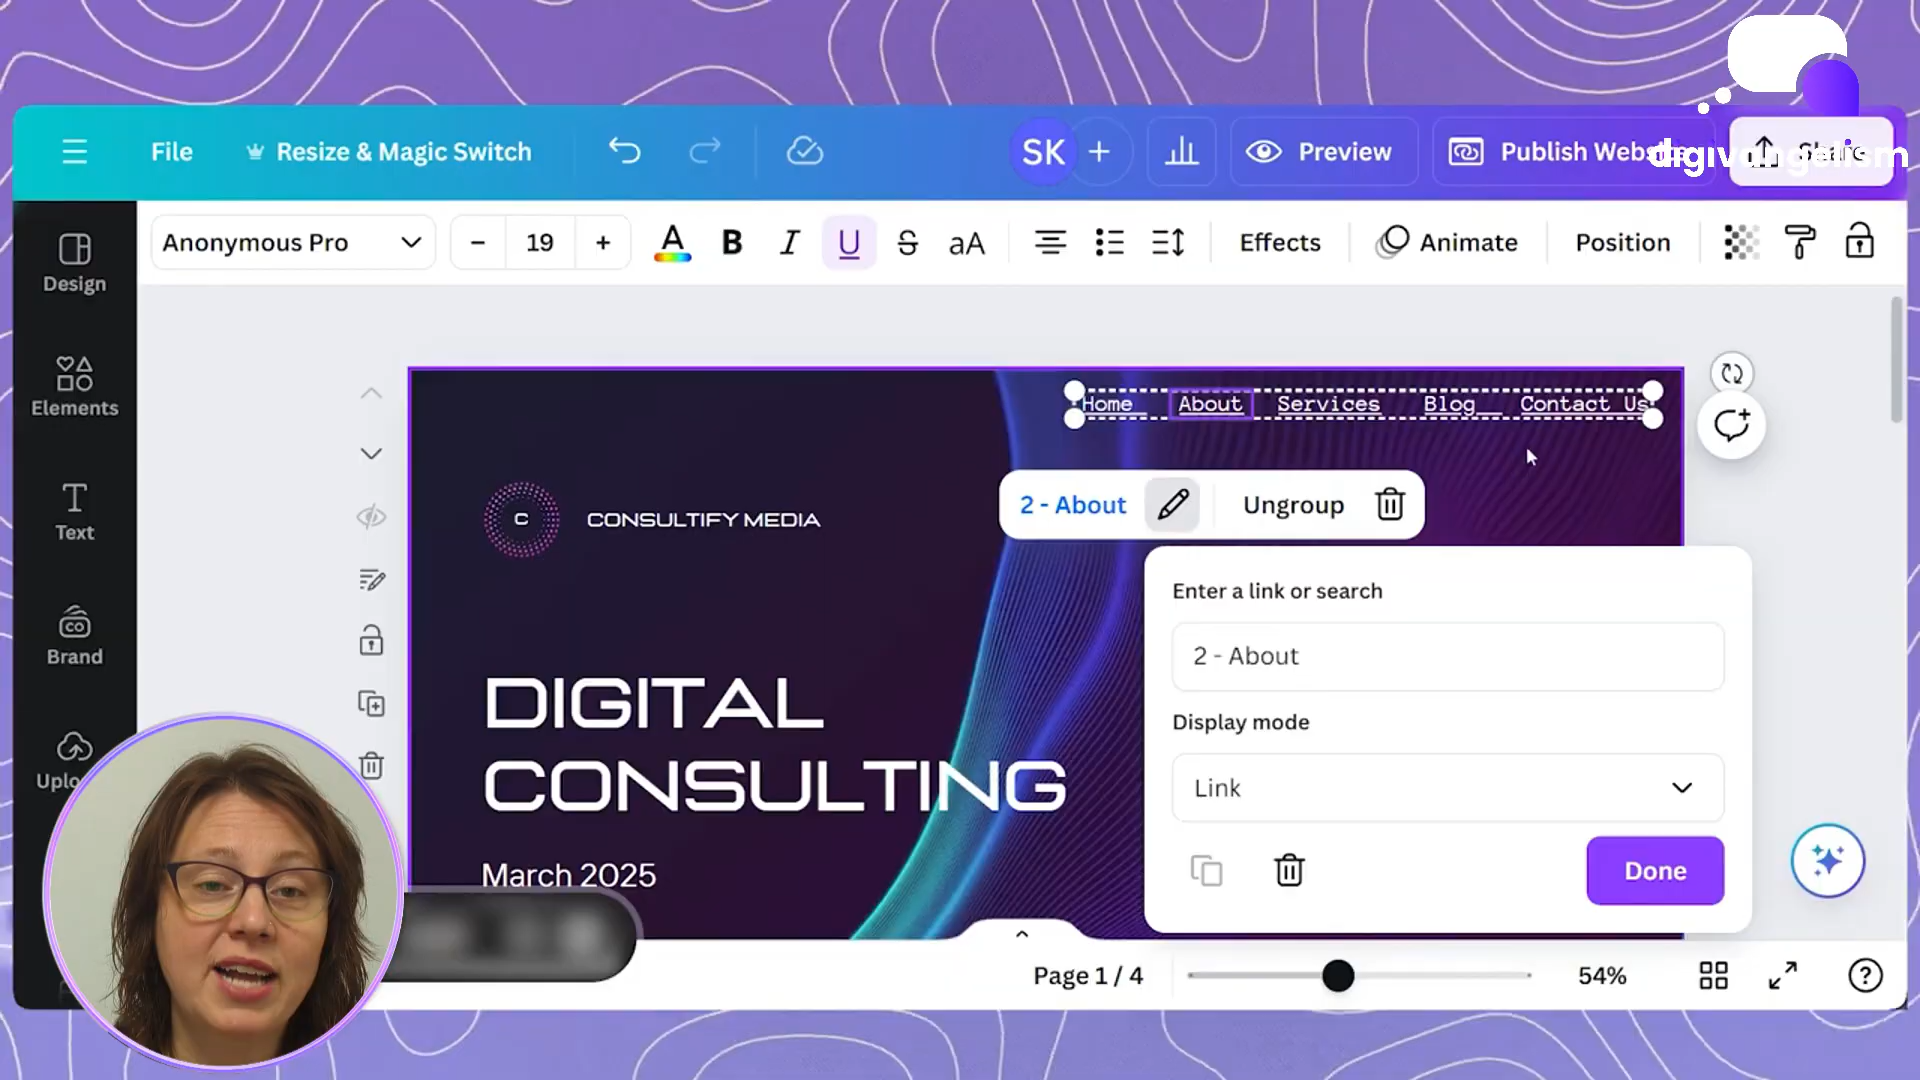 File
Resize & Magic Switch
SK
Preview
Publish Webs
digivangelism
Anonymous Pro
19
A
B
I
U
S
aA
Effects
Animate
Position
Design
Elements
Text
Brand
CO
Uplo
Home About Services Blog Contact Us
C
CONSULTIFY MEDIA
2 - About
Ungroup
Enter a link or search
2 - About
Display mode
Link
Done
DIGITAL
CONSULTING
March 2025
Page 1 / 4
54%